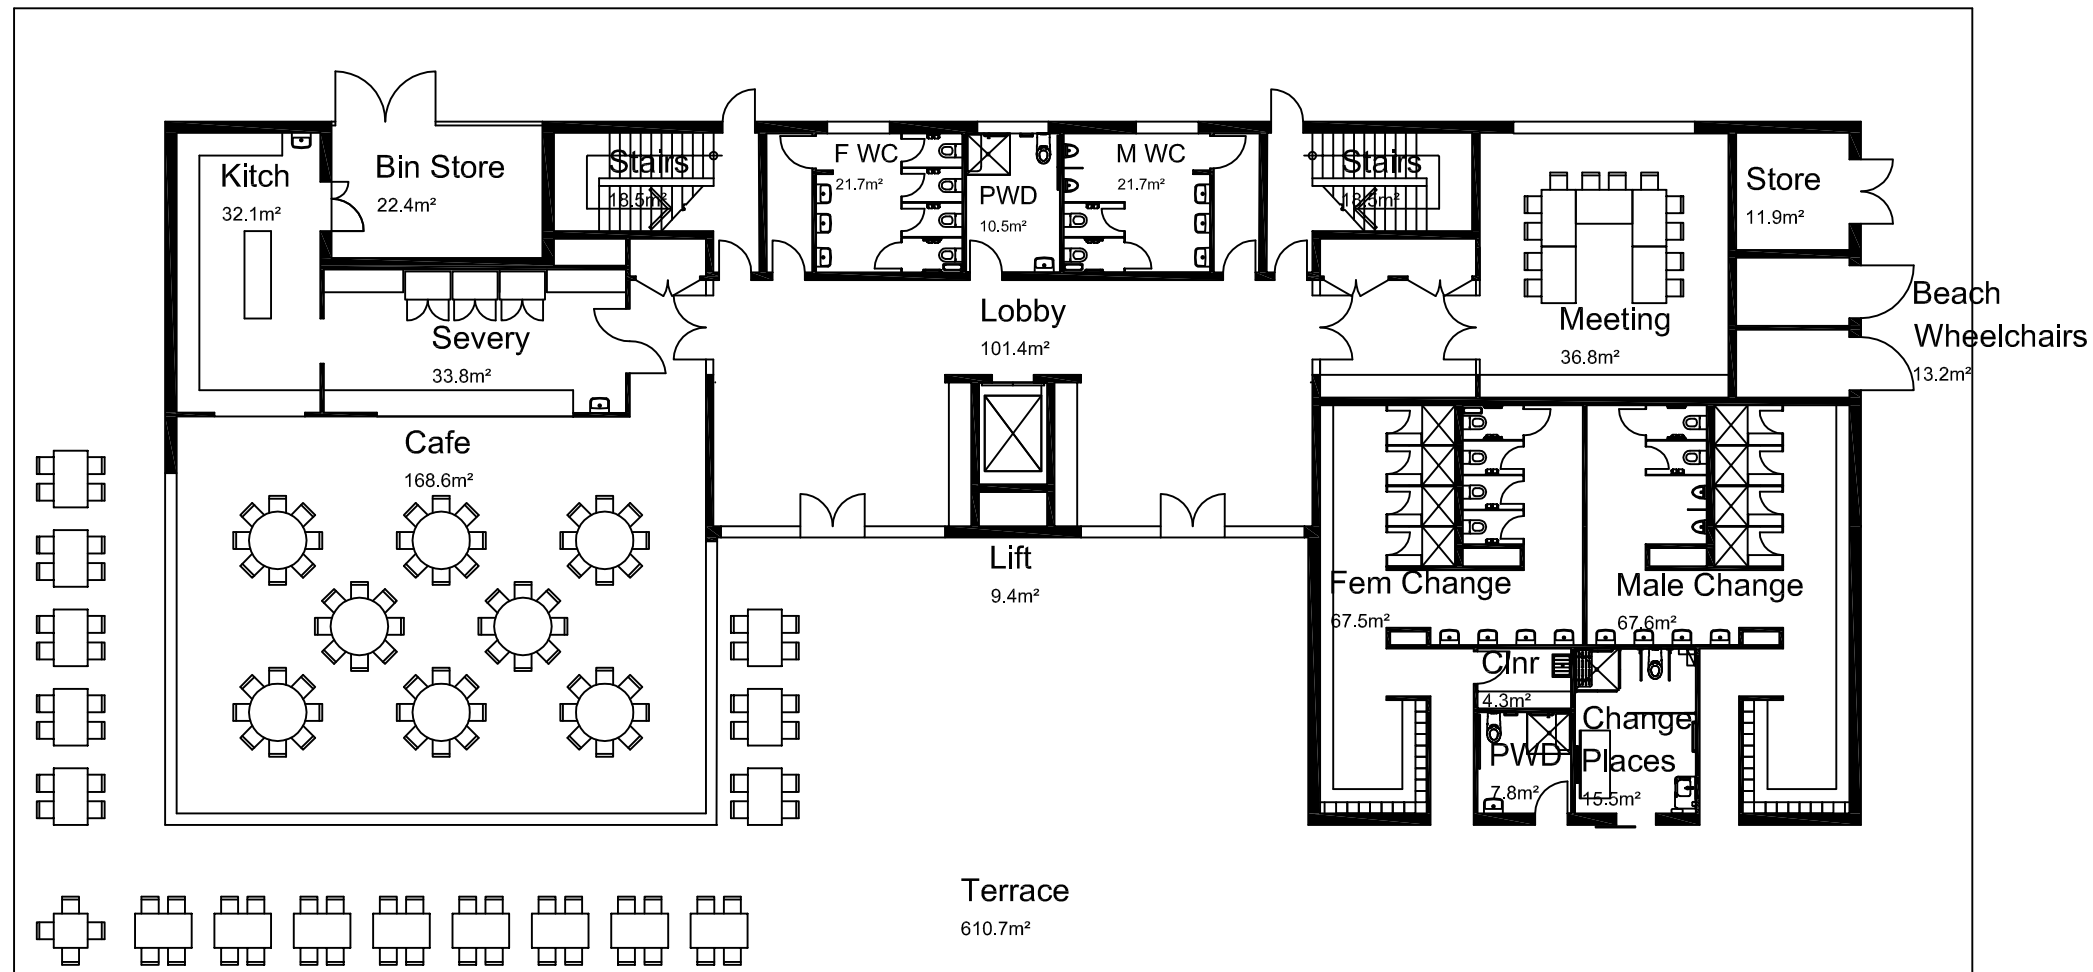 Kitch
32.1m²
Bin Store
22.4m²
Stairs
18.5m²
F WC
21.7m²
PWD
10.5m²
M WC
21.7m²
Stairs
18.5m²
Store
11.9m²
Severy
33.8m²
Lobby
101.4m²
Meeting
36.8m²
Beach
Wheelchairs
13.2m²
Cafe
168.6m²
Lift
9.4m²
Fem Change
67.5m²
Male Change
67.6m²
Clnr
4.3m²
Change
Places
15.5m²
PWD
7.8m²
Terrace
610.7m²